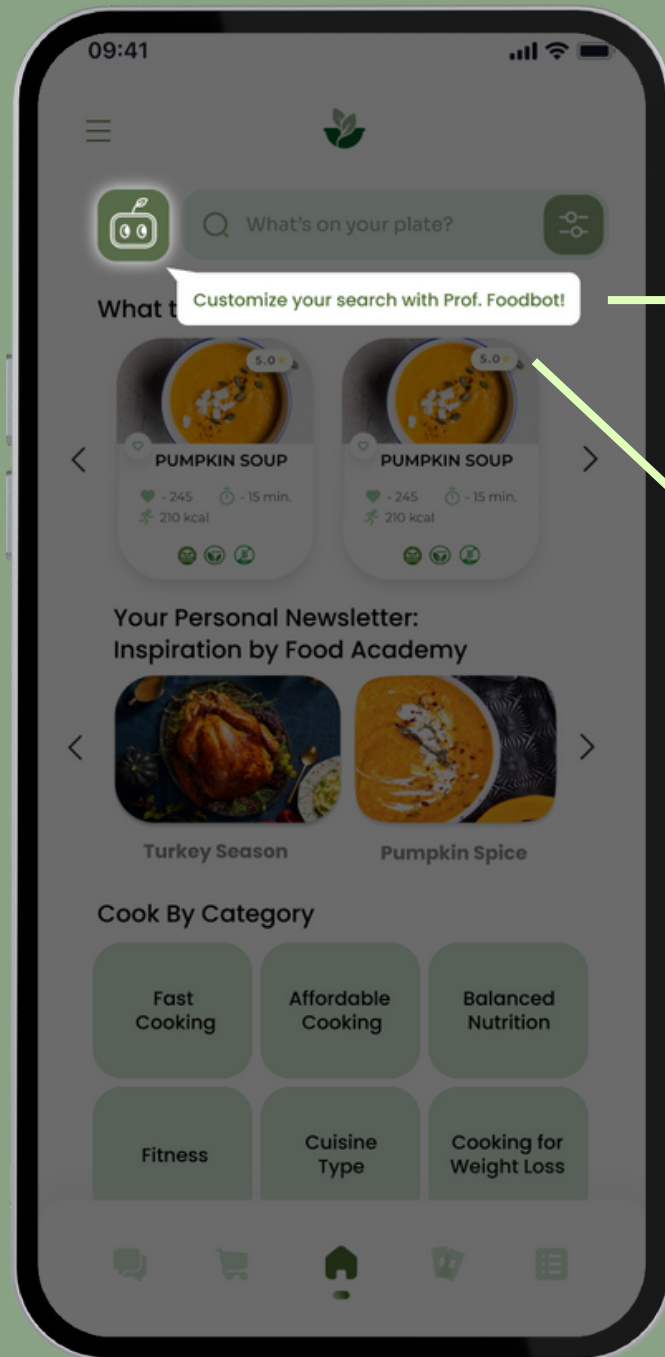 09:41
What's on your plate?
Customize your search with Prof. Foodbot!
What t
5.0
5.0
PUMPKIN SOUP
PUMPKIN SOUP
- 245
- 15 min.
- 245
- 15 min.
210 kcal
210 kcal
Your Personal Newsletter:
Inspiration by Food Academy
Turkey Season
Pumpkin Spice
Cook By Category
Fast
Cooking
Affordable
Cooking
Balanced
Nutrition
Fitness
Cuisine
Type
Cooking for
Weight Loss